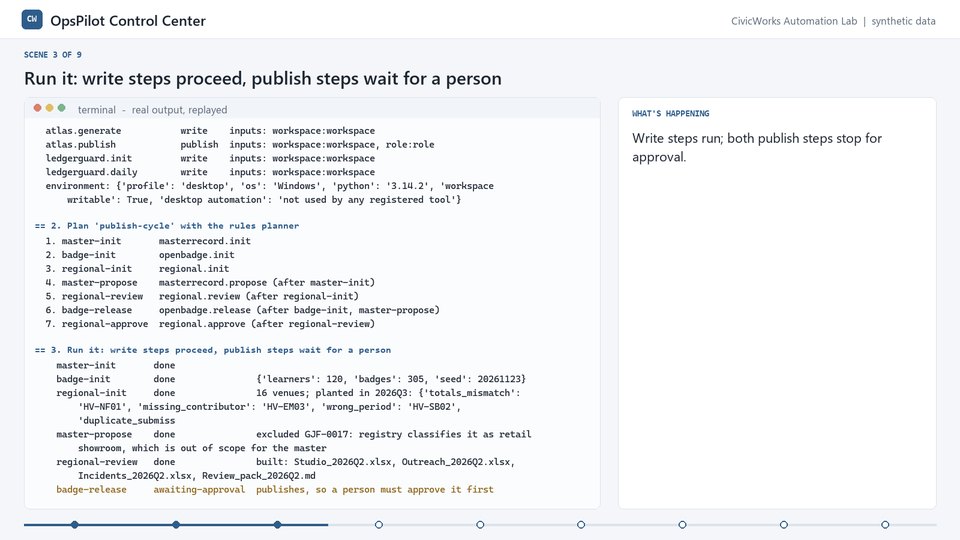 CW OpsPilot Control Center
CivicWorks Automation Lab | synthetic data
SCENE 3 OF 9
Run it: write steps proceed, publish steps wait for a person
terminal - real output, replayed
atlas.generate write inputs: workspace:workspace
atlas.publish publish inputs: workspace:workspace, role:role
ledgerguard.init write inputs: workspace:workspace
ledgerguard.daily write inputs: workspace:workspace
environment: {'profile': 'desktop', 'os': 'Windows', 'python': '3.14.2', 'workspace
writable': True, 'desktop automation': 'not used by any registered tool'}
== 2. Plan 'publish-cycle' with the rules planner
1. master-init masterrecord.init
2. badge-init openbadge.init
3. regional-init regional.init
4. master-propose masterrecord.propose (after master-init)
5. regional-review regional.review (after regional-init)
6. badge-release openbadge.release (after badge-init, master-propose)
7. regional-approve regional.approve (after regional-review)
== 3. Run it: write steps proceed, publish steps wait for a person
master-init done
badge-init done {'learners': 120, 'badges': 305, 'seed': 20261123}
regional-init done 16 venues; planted in 2026Q3: {'totals_mismatch':
'HV-NF01', 'missing_contributor': 'HV-EM03', 'wrong_period': 'HV-SB02',
'duplicate_submiss
master-propose done excluded GJF-0017: registry classifies it as retail
showroom, which is out of scope for the master
regional-review done built: Studio_2026Q2.xlsx, Outreach_2026Q2.xlsx,
Incidents_2026Q2.xlsx, Review_pack_2026Q2.md
badge-release awaiting-approval publishes, so a person must approve it first
WHAT'S HAPPENING
Write steps run; both publish steps stop for
approval.